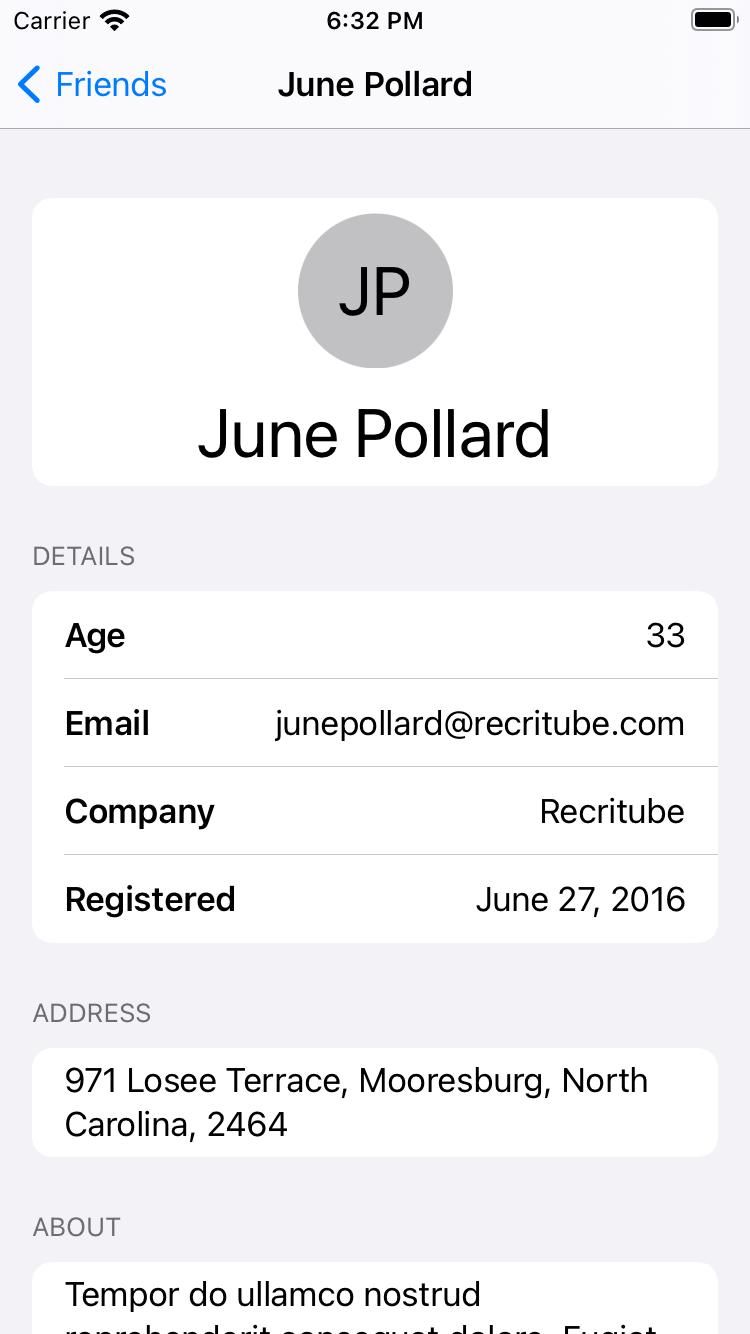 Carrier 6:32 PM
Friends June Pollard
JP
June Pollard
DETAILS
Age 33
Email junepollard@recritube.com
Company Recritube
Registered June 27, 2016
ADDRESS
971 Losee Terrace, Mooresburg, North
Carolina, 2464
ABOUT
Tempor do ullamco nostrud